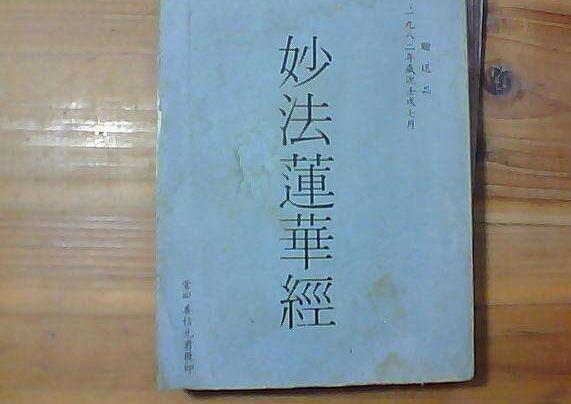 贈送品
一九八二年歲次壬戌七月
妙法蓮華經